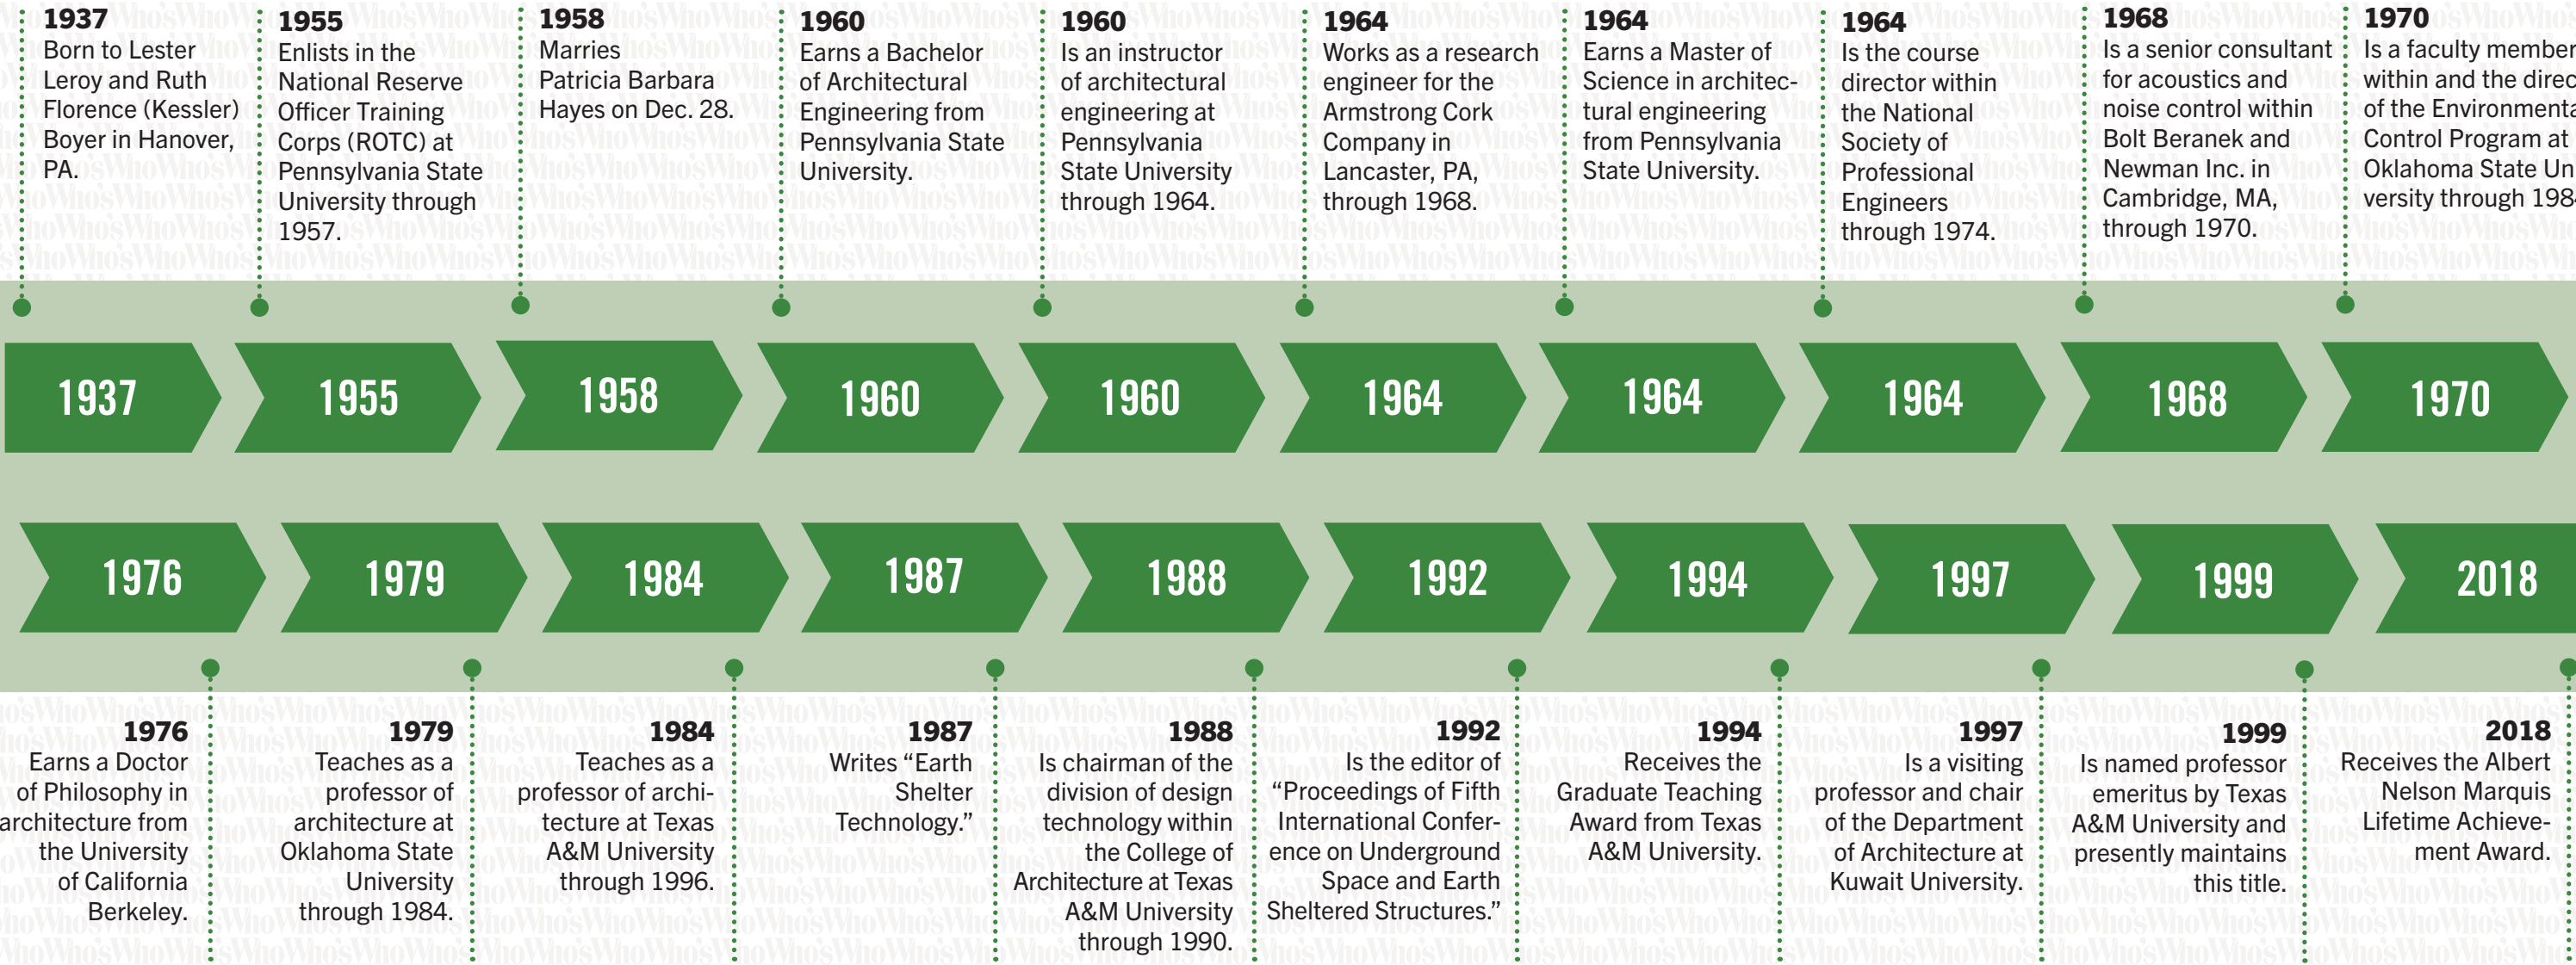 1937
Born to Lester
Leroy and Ruth
Florence (Kessler)
Boyer in Hanover,
PA.
1955
Enlists in the
National Reserve
Officer Training
Corps (ROTC) at
Pennsylvania State
University through
1957.
1958
Marries
Patricia Barbara
Hayes on Dec. 28.
1960
Earns a Bachelor
of Architectural
Engineering from
Pennsylvania State
University.
1960
Is an instructor
of architectural
engineering at
Pennsylvania
State University
through 1964.
1964
Works as a research
engineer for the
Armstrong Cork
Company in
Lancaster, PA,
through 1968.
1964
Earns a Master of
Science in architec-
tural engineering
from Pennsylvania
State University.
1964
Is the course
director within
the National
Society of
Professional
Engineers
through 1974.
1968
Is a senior consultant
for acoustics and
noise control within
Bolt Beranek and
Newman Inc. in
Cambridge, MA,
through 1970.
1970
Is a faculty member
within and the direc
of the Environmenta
Control Program at
Oklahoma State Un
versity through 198
1937
1955
1958
1960
1960
1964
1964
1964
1968
1970
1976
1979
1984
1987
1988
1992
1994
1997
1999
2018
1976
Earns a Doctor
of Philosophy in
architecture from
the University
of California
Berkeley.
1979
Teaches as a
professor of
architecture at
Oklahoma State
University
through 1984.
1984
Teaches as a
professor of archi-
tecture at Texas
A&M University
through 1996.
1987
Writes “Earth
Shelter
Technology.”
1988
Is chairman of the
division of design
technology within
the College of
Architecture at Texas
A&M University
through 1990.
1992
Is the editor of
“Proceedings of Fifth
International Confer-
ence on Underground
Space and Earth
Sheltered Structures.”
1994
Receives the
Graduate Teaching
Award from Texas
A&M University.
1997
Is a visiting
professor and chair
of the Department
of Architecture at
Kuwait University.
1999
Is named professor
emeritus by Texas
A&M University and
presently maintains
this title.
2018
Receives the Albert
Nelson Marquis
Lifetime Achieve-
ment Award.